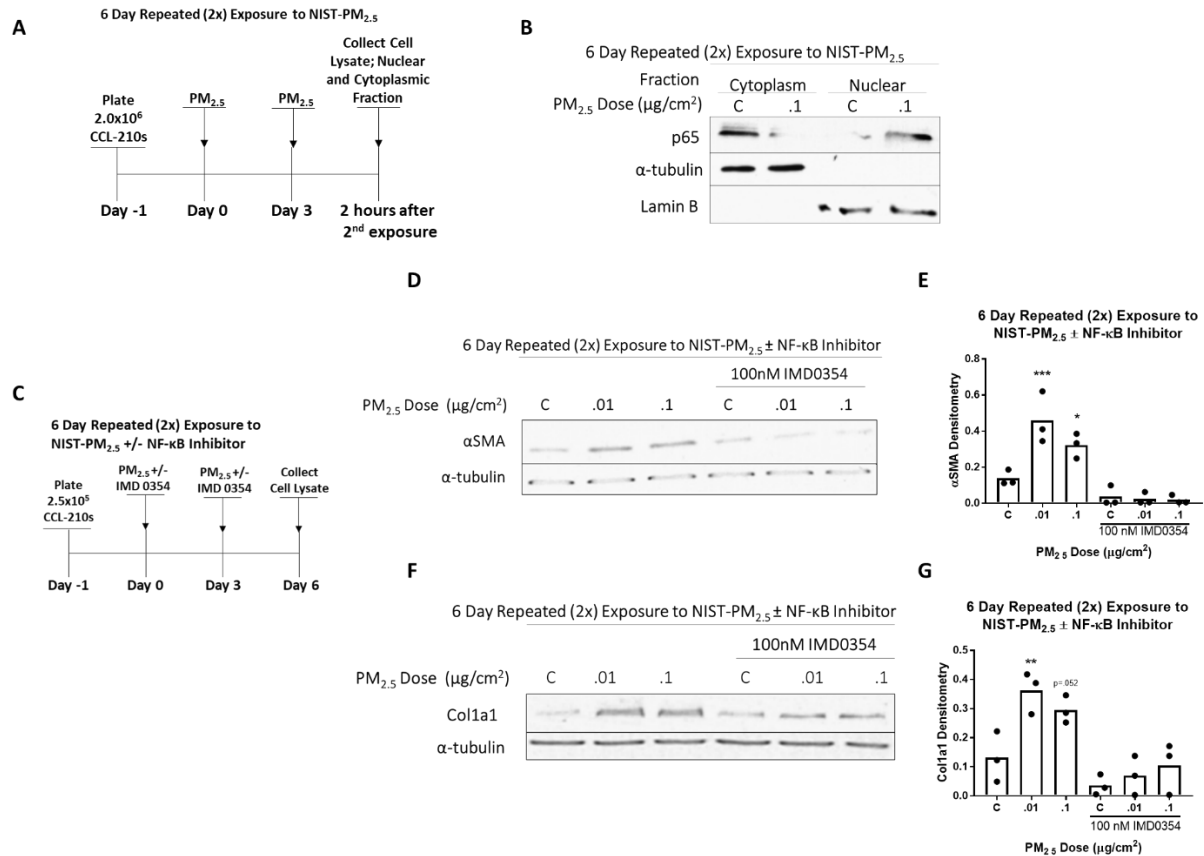 A
6 Day Repeated (2x) Exposure to NIST-PM2.5
Plate
2.0x10⁶
CCL-210s
PM2.5
PM2.5
Collect Cell
Lysate; Nuclear
and Cytoplasmic
Fraction
Day -1
Day 0
Day 3
2 hours after
2nd exposure
B
6 Day Repeated (2x) Exposure to NIST-PM2.5
Fraction
Cytoplasm
Nuclear
PM2.5 Dose (µg/cm²)
C .1 C .1
p65
α-tubulin
Lamin B
C
6 Day Repeated (2x) Exposure to
NIST-PM2.5 +/- NF-κB Inhibitor
Plate
2.5x10⁵
CCL-210s
PM2.5 +/-
IMD 0354
PM2.5 +/-
IMD 0354
Collect
Cell Lysate
Day -1
Day 0
Day 3
Day 6
D
6 Day Repeated (2x) Exposure to NIST-PM2.5 ± NF-κB Inhibitor
100nM IMD0354
PM2.5 Dose (µg/cm²)
C .01 .1 C .01 .1
αSMA
α-tubulin
E
6 Day Repeated (2x) Exposure to
NIST-PM2.5 ± NF-κB Inhibitor
αSMA Densitometry
0.8
0.6
0.4
0.2
0.0
***
*
C .01 .1 C .01 .1
100 nM IMD0354
PM2 5 Dose (µg/cm²)
F
6 Day Repeated (2x) Exposure to NIST-PM2.5 ± NF-κB Inhibitor
100nM IMD0354
PM2.5 Dose (µg/cm²)
C .01 .1 C .01 .1
Col1a1
α-tubulin
G
6 Day Repeated (2x) Exposure to
NIST-PM2.5 ± NF-κB Inhibitor
Col1a1 Densitometry
0.5
0.4
0.3
0.2
0.1
0.0
**
p=.052
C .01 .1 C .01 .1
100 nM IMD0354
PM2 5 Dose (µg/cm²)